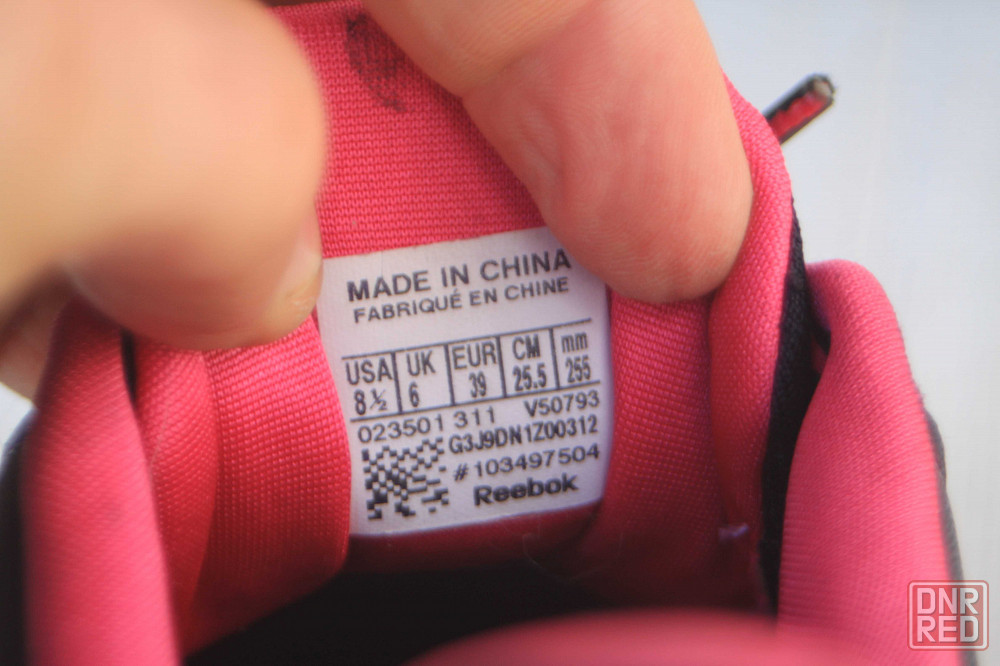 MADE IN CHINA
FABRIQUÉ EN CHINE
USA UK EUR CM mm
8½ 6 39 25.5 255
023501 311 V50793
G3J9DN1Z00312
#103497504
Reebok
DNR
RED